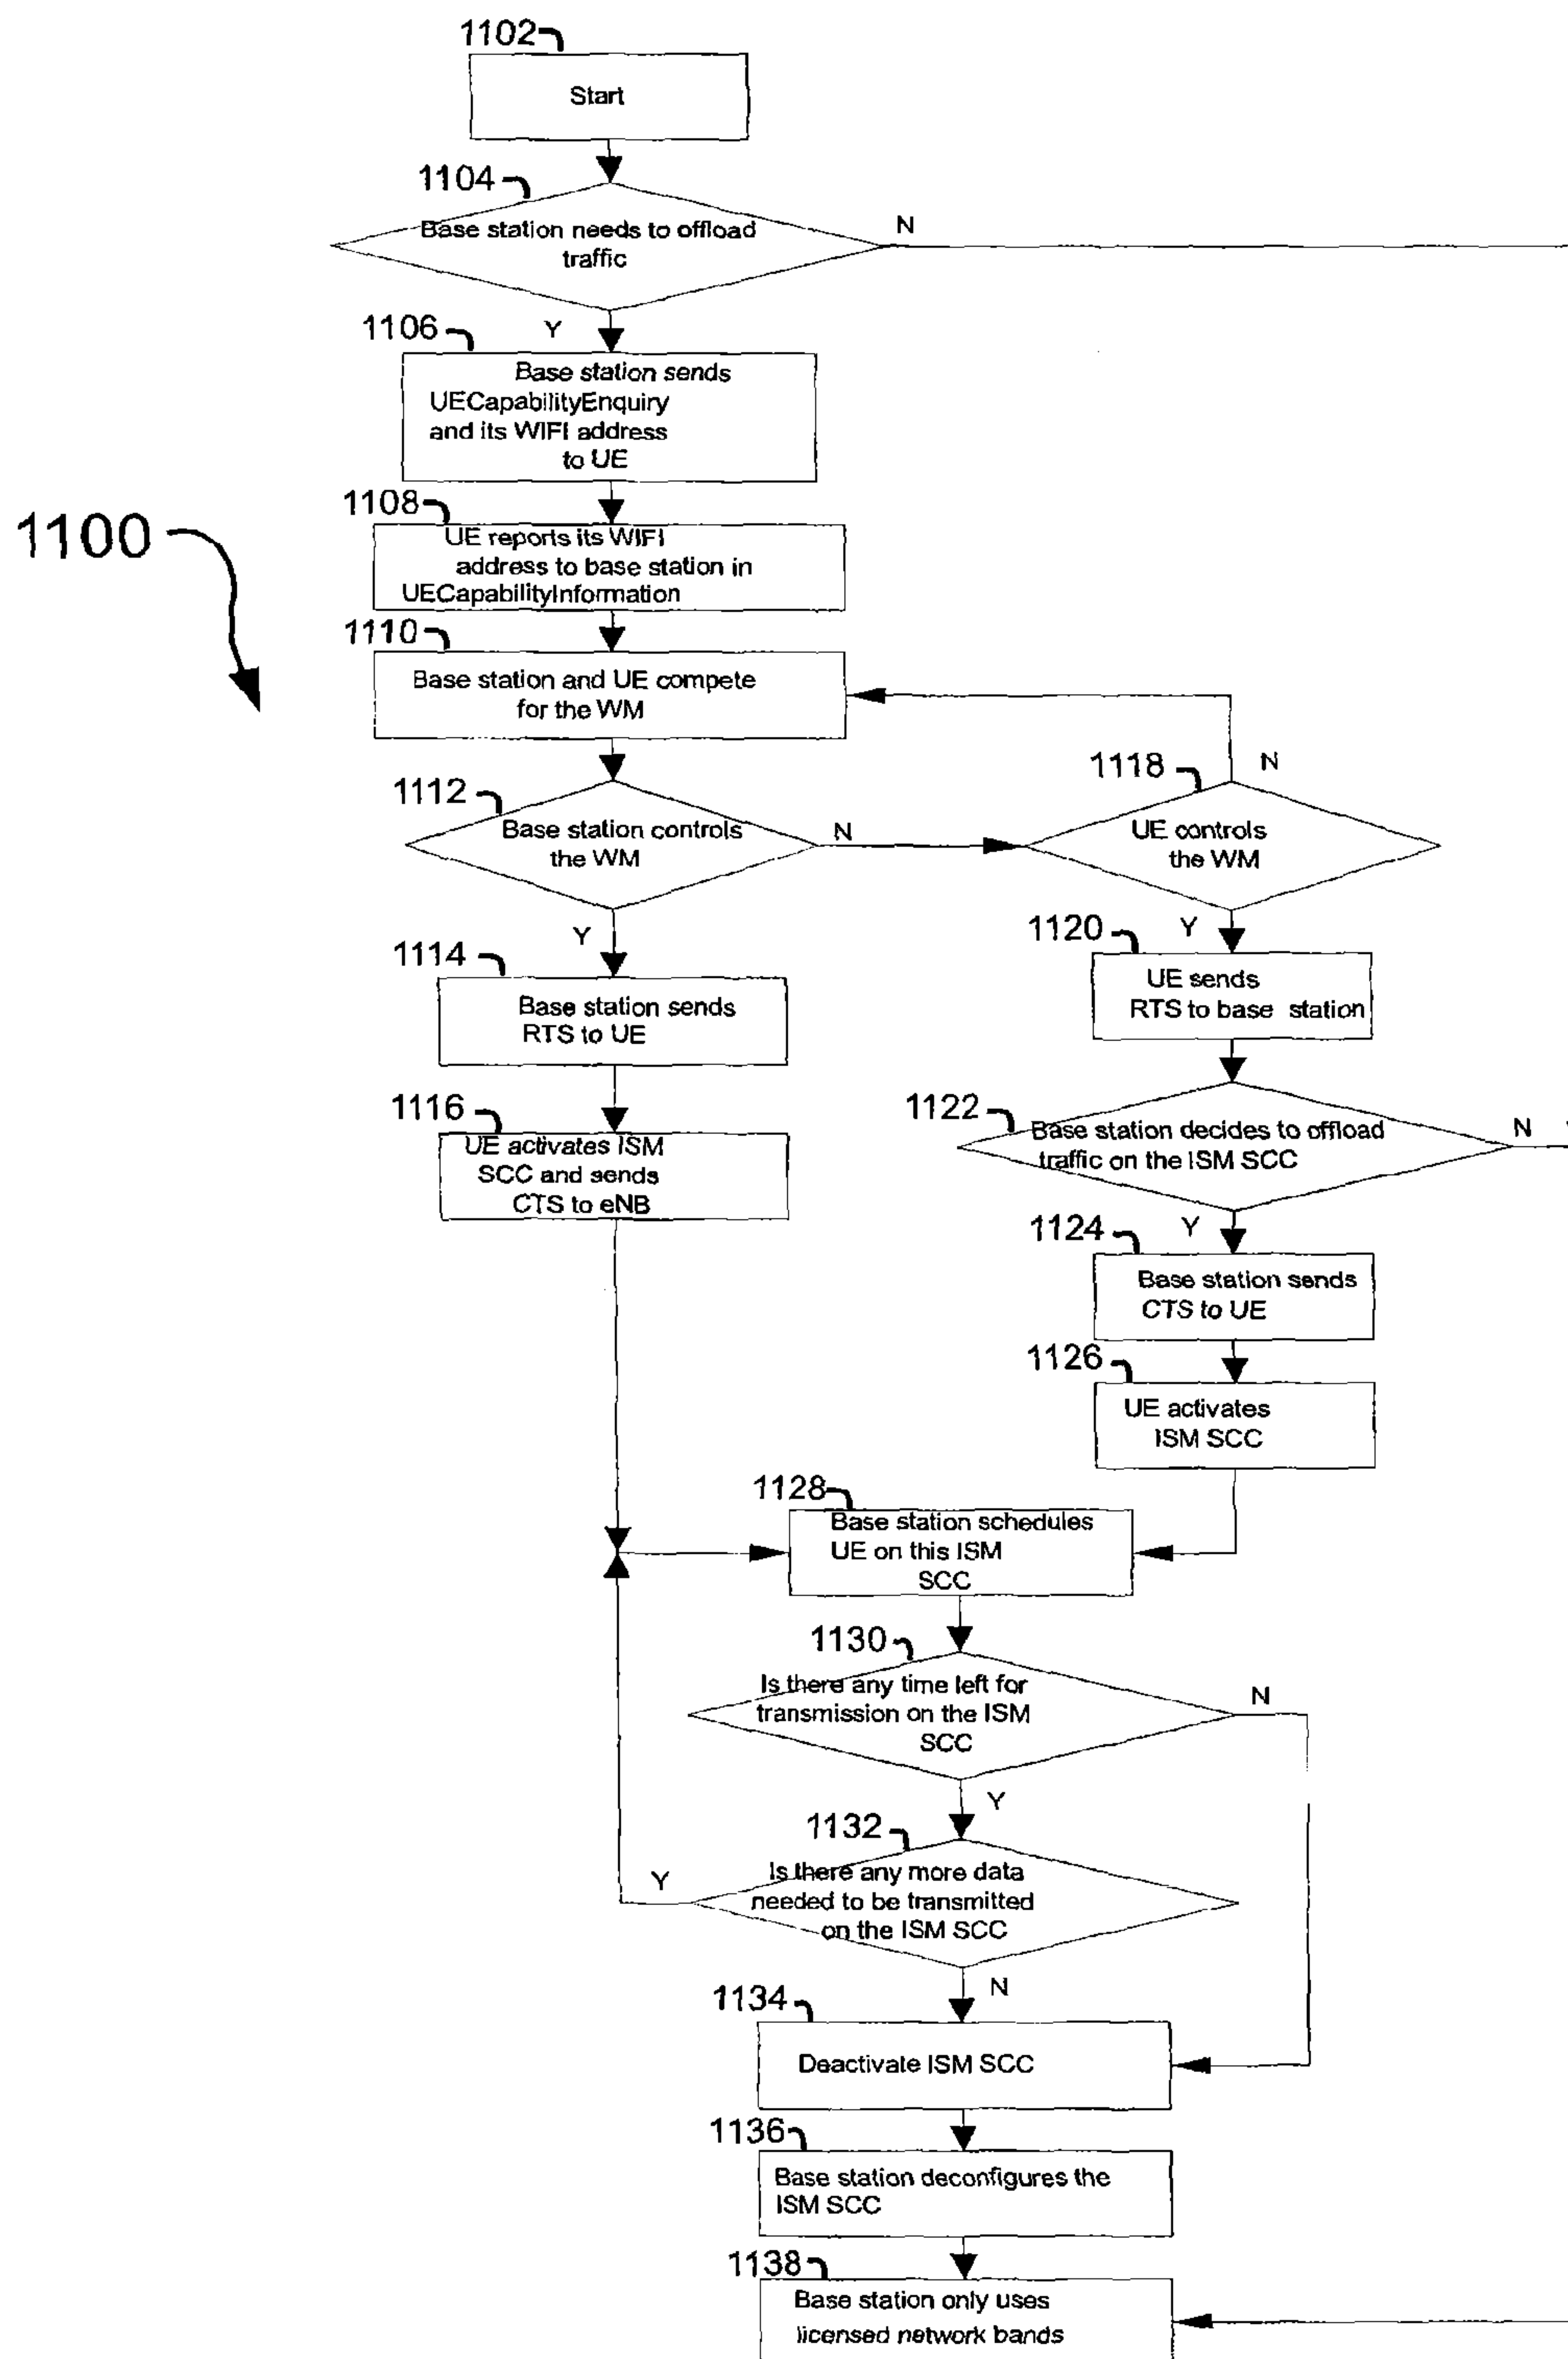 1102
Start
1104
Base station needs to offload
traffic
N
Y
1106
Base station sends
UECapabilityEnquiry
and its WIFI address
to UE
1100
1108
UE reports its WIFI
address to base station in
UECapabilityInformation
1110
Base station and UE compete
for the WM
1112
Base station controls
the WM
N
Y
1118
UE controls
the WM
N
Y
1114
Base station sends
RTS to UE
1120
UE sends
RTS to base station
1116
UE activates ISM
SCC and sends
CTS to eNB
1122
Base station decides to offload
traffic on the ISM SCC
N
Y
1124
Base station sends
CTS to UE
1126
UE activates
ISM SCC
1128
Base station schedules
UE on this ISM
SCC
1130
Is there any time left for
transmission on the ISM
SCC
N
Y
1132
Is there any more data
needed to be transmitted
on the ISM SCC
Y
N
1134
Deactivate ISM SCC
1136
Base station deconfigures the
ISM SCC
1138
Base station only uses
licensed network bands